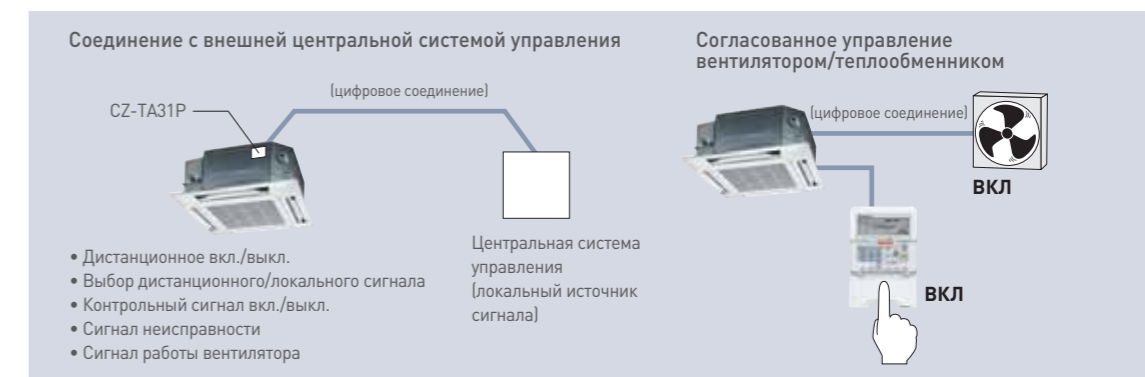 Соединение с внешней центральной системой управления
CZ-TA31P
(цифровое соединение)
• Дистанционное вкл./выкл.
• Выбор дистанционного/локального сигнала
• Контрольный сигнал вкл./выкл.
• Сигнал неисправности
• Сигнал работы вентилятора
Центральная система
управления
(локальный источник
сигнала)
Согласованное управление
вентилятором/теплообменником
(цифровое соединение)
ВКЛ
ВКЛ